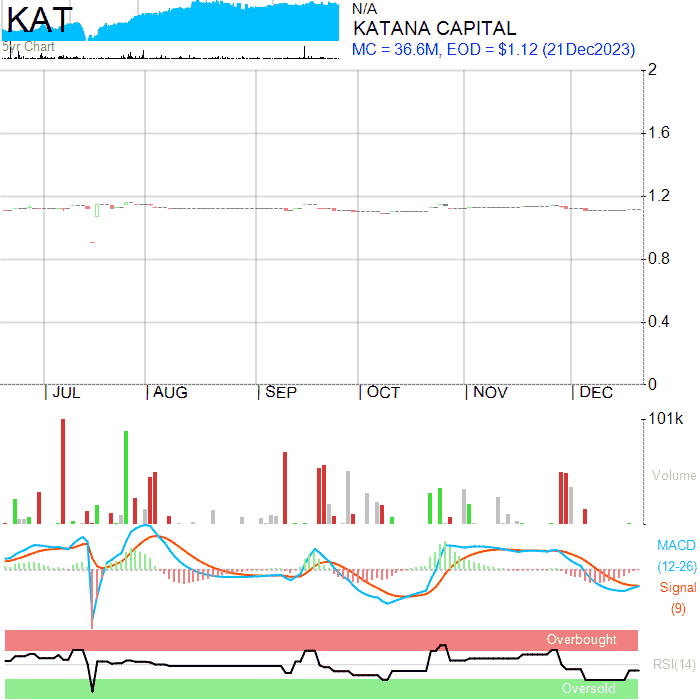 KAT
5yr Chart
N/A
KATANA CAPITAL
MC = 36.6M, EOD = $1.12 (21Dec2023)
2
1.6
1.2
0.8
0.4
0
JUL AUG SEP OCT NOV DEC
101k
Volume
MACD
(12-26)
Signal
(9)
Overbought
RSI(14)
Oversold